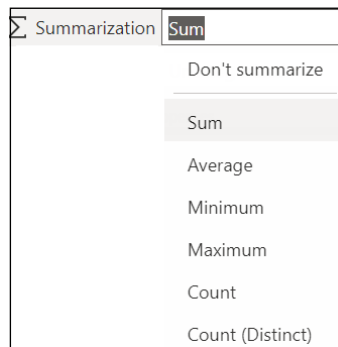 ∑ Summarization Sum
Don't summarize
Sum
Average
Minimum
Maximum
Count
Count (Distinct)